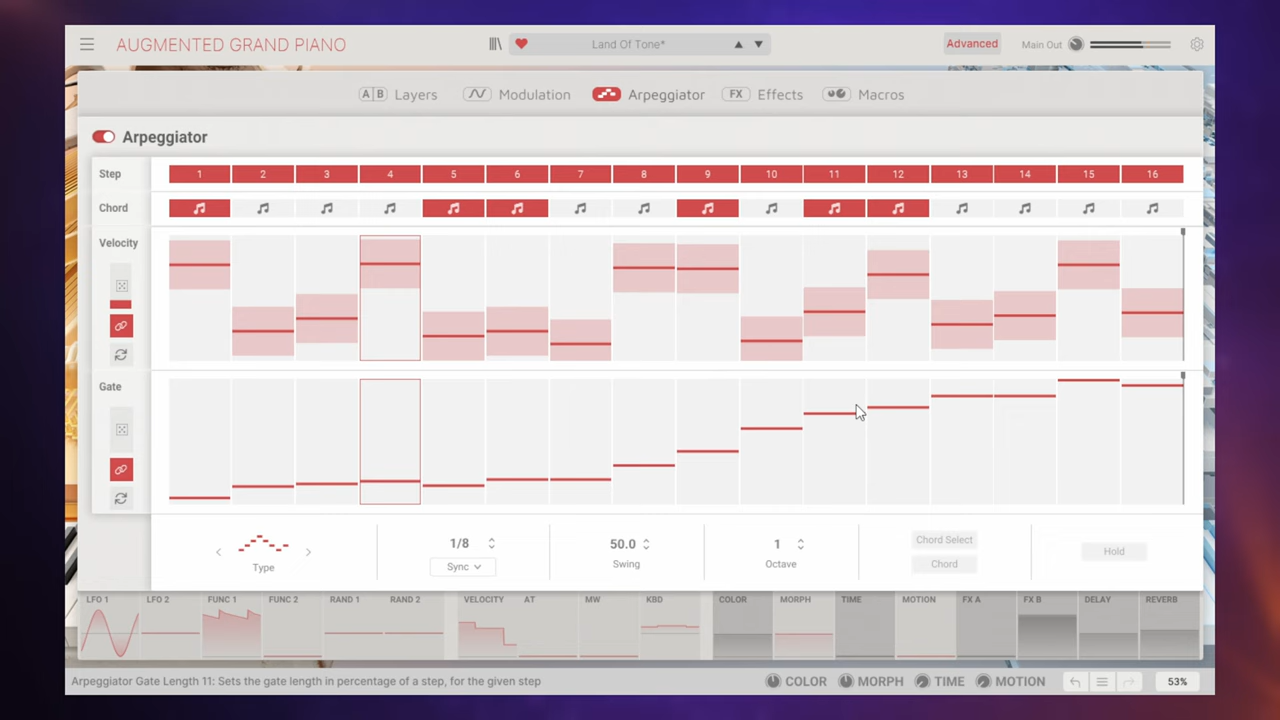 AUGMENTED GRAND PIANO
Land Of Tone*
Advanced
Main Out
A|B Layers
Modulation
Arpeggiator
FX Effects
Macros
Arpeggiator
Step 1 2 3 4 5 6 7 8 9 10 11 12 13 14 15 16
Chord
Velocity
Gate
1/8
50.0
1
Chord Select
Hold
Type
Sync
Swing
Octave
Chord
LFO 1 LFO 2 FUNC 1 FUNC 2 RAND 1 RAND 2 VELOCITY AT MW KBD COLOR MORPH TIME MOTION FX A FX B DELAY REVERB
Arpeggiator Gate Length 11: Sets the gate length in percentage of a step, for the given step
COLOR MORPH TIME MOTION
53%